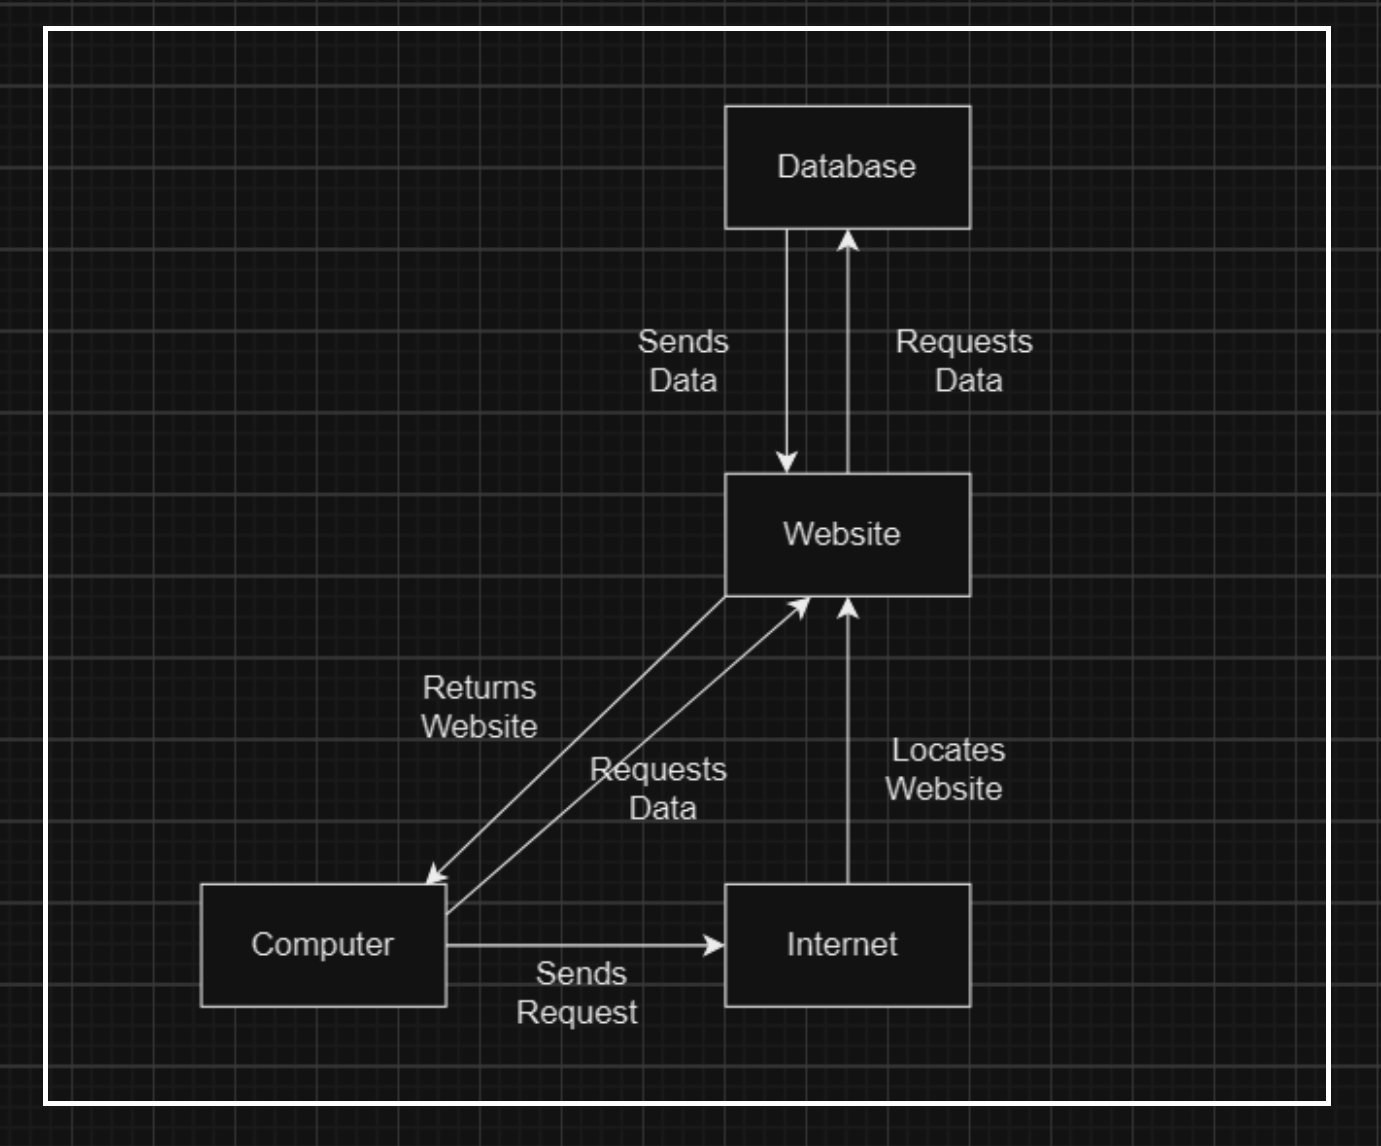 Database
Sends
Data
Requests
Data
Website
Returns
Website
Requests
Data
Locates
Website
Computer
Sends
Request
Internet